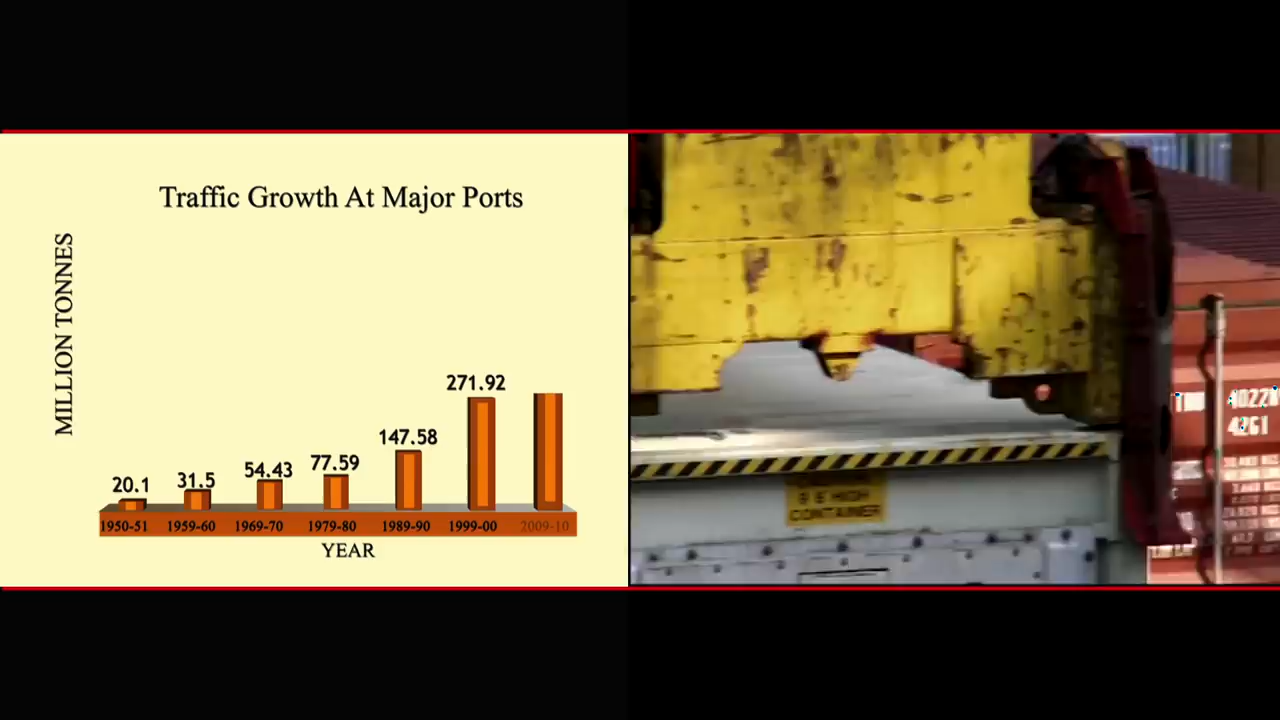 Traffic Growth At Major Ports
MILLION TONNES
271.92
147.58
77.59
54.43
31.5
20.1
1950-51 1959-60 1969-70 1979-80 1989-90 1999-00 2009-10
YEAR
4261
9'6 HIGH
CONTAINER